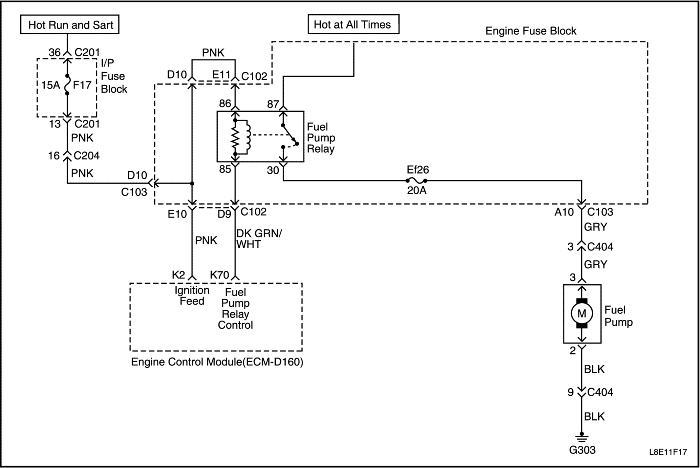 Hot Run and Sart
Hot at All Times
Engine Fuse Block
36 C201
I/P
Fuse
Block
15A F17
13 C201
PNK
16 C204
PNK
D10
C103
PNK
D10 E11 C102
86 87
Fuel
Pump
Relay
85 30
Ef26
20A
E10 D9 C102
A10 C103
PNK
DK GRN/
WHT
GRY
3 C404
GRY
K2 K70
Ignition
Feed
Fuel
Pump
Relay
Control
Engine Control Module(ECM-D160)
3
M
Fuel
Pump
2
BLK
9 C404
BLK
G303
L8E11F17